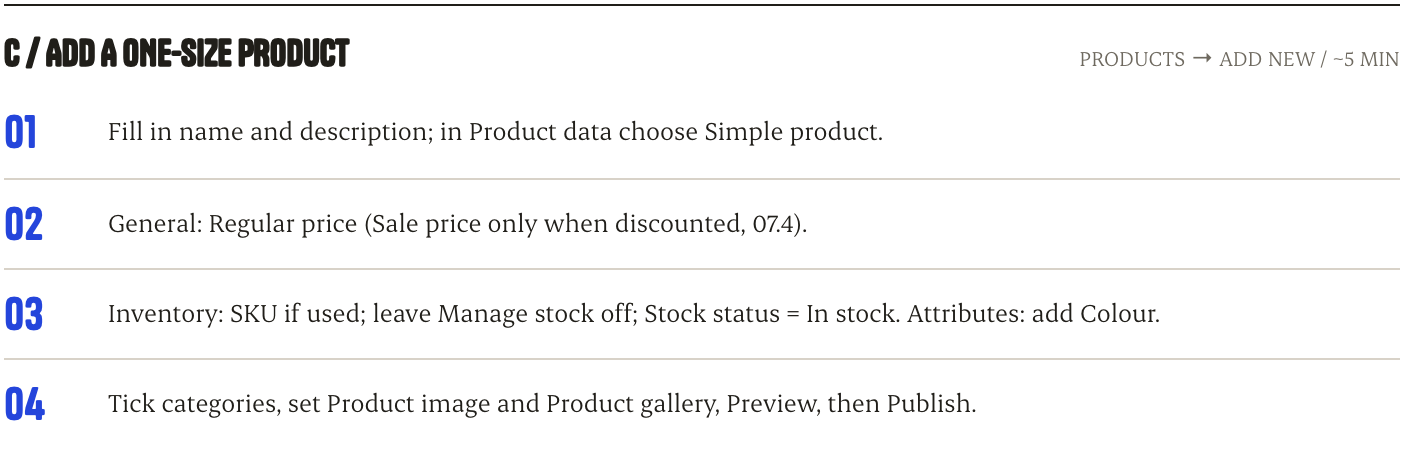 C / ADD A ONE-SIZE PRODUCT
PRODUCTS → ADD NEW / ~5 MIN
01 Fill in name and description; in Product data choose Simple product.
02 General: Regular price (Sale price only when discounted, 07.4).
03 Inventory: SKU if used; leave Manage stock off; Stock status = In stock. Attributes: add Colour.
04 Tick categories, set Product image and Product gallery, Preview, then Publish.